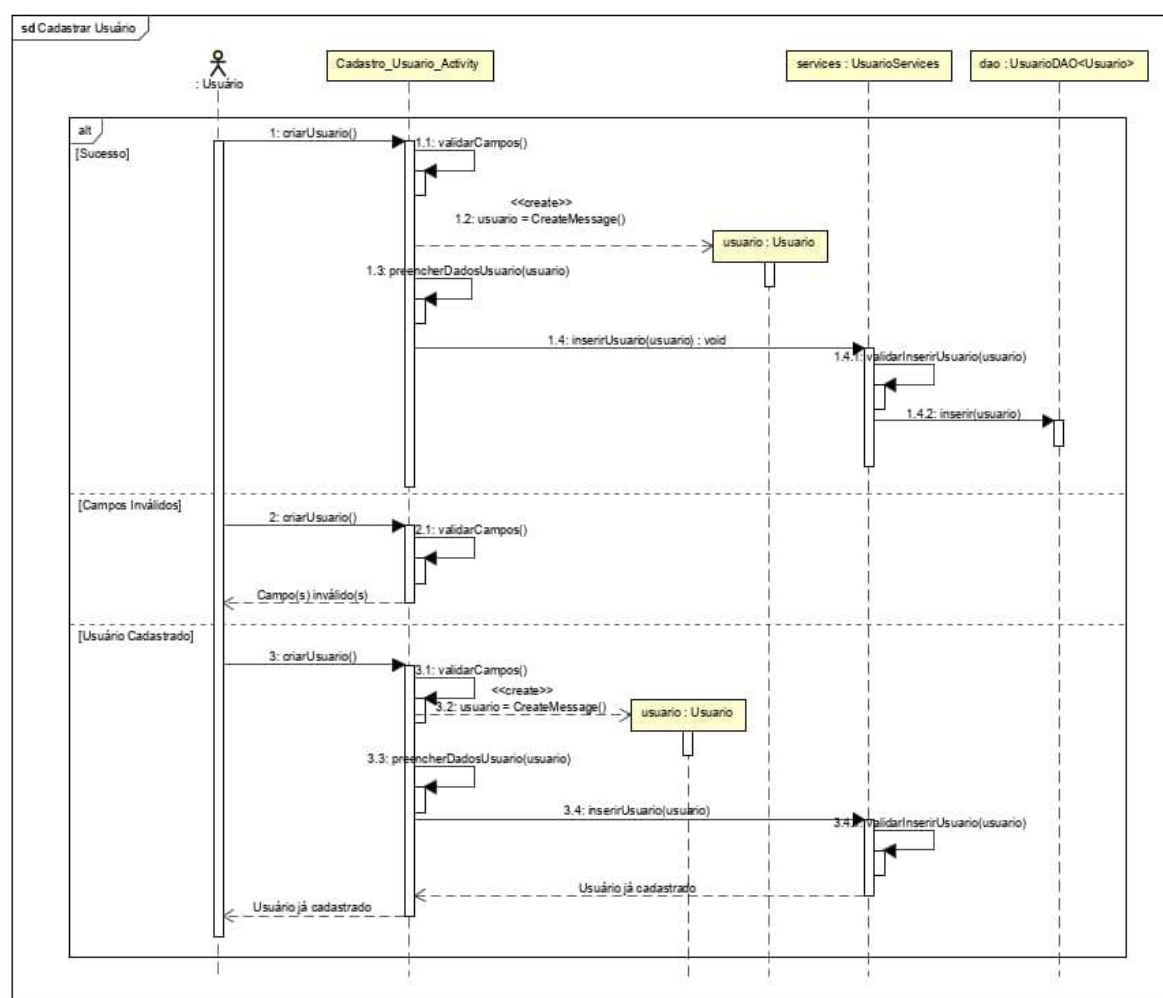 sd Cadastrar Usuário
: Usuário
Cadastro_Usuario_Activity
services : UsuarioServices
dao : UsuarioDAO<Usuario>
alt
[Sucesso]
1: criarUsuario()
1.1: validarCampos()
<<create>>
1.2: usuario = CreateMessage()
usuario : Usuario
1.3: preencherDadosUsuario(usuario)
1.4: inserirUsuario(usuario) : void
1.4.1: validarInserirUsuario(usuario)
1.4.2: inserir(usuario)
[Campos Inválidos]
2: criarUsuario()
2.1: validarCampos()
Campo(s) inválido(s)
[Usuário Cadastrado]
3: criarUsuario()
3.1: validarCampos()
<<create>>
3.2: usuario = CreateMessage()
usuario : Usuario
3.3: preencherDadosUsuario(usuario)
3.4: inserirUsuario(usuario)
3.4.1: validarInserirUsuario(usuario)
Usuário já cadastrado
Usuário já cadastrado